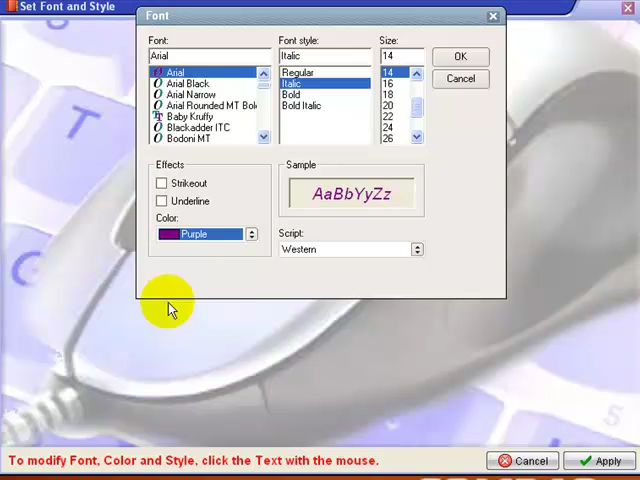 Set Font and Style
Font
Font:
Font style:
Size:
Arial
Italic
14
OK
Cancel
Arial
Arial Black
Arial Narrow
Arial Rounded MT Bol
Baby Kruffy
Blackadder ITC
Bodoni MT
Regular
Italic
Bold
Bold Italic
14
16
18
20
22
24
26
Effects
Strikeout
Underline
Color:
Purple
Sample
AaBbYyZz
Script:
Western
To modify Font, Color and Style, click the Text with the mouse.
Cancel
Apply